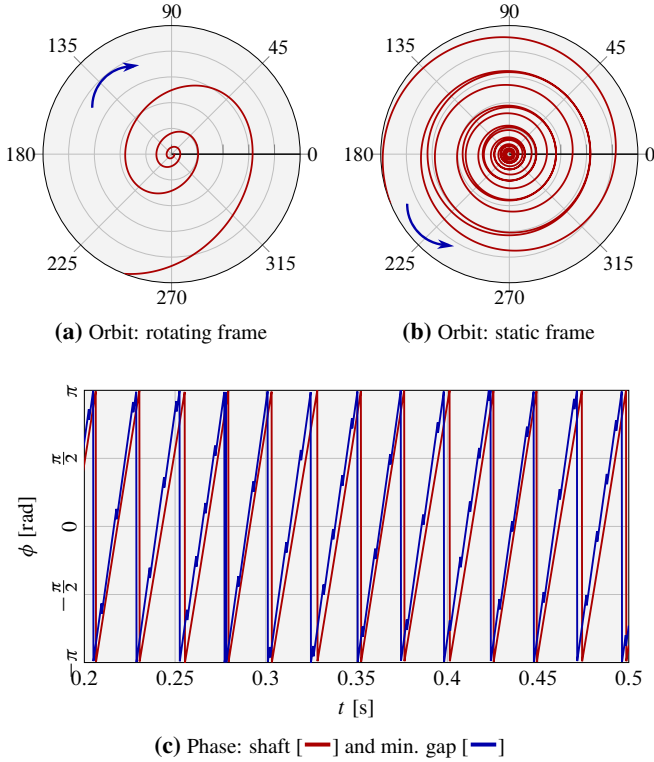 90
135
45
180
0
225
315
270
(a) Orbit: rotating frame
90
135
45
180
0
225
315
270
(b) Orbit: static frame
π
π/2
0
−π/2
−π
ϕ [rad]
0.2 0.25 0.3 0.35 0.4 0.45 0.5
t [s]
(c) Phase: shaft [ ] and min. gap [ ]